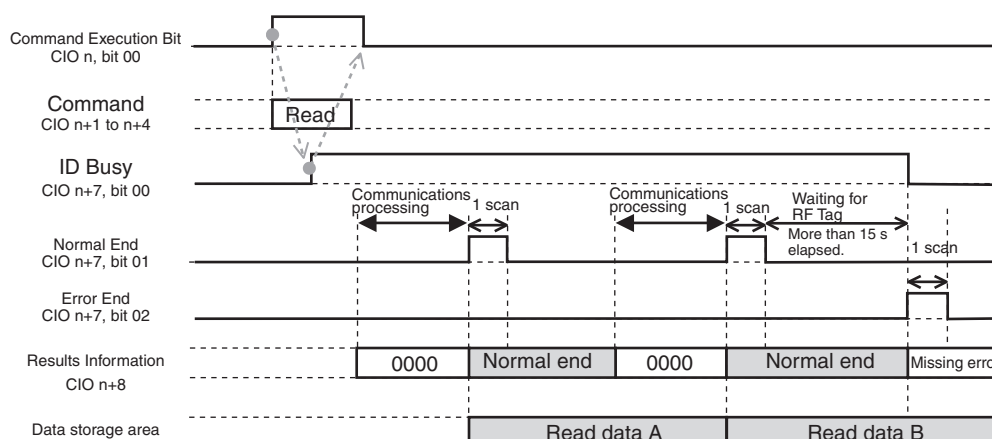 Command Execution Bit
CIO n, bit 00
Command
CIO n+1 to n+4
Read
ID Busy
CIO n+7, bit 00
Communications
processing
1 scan
Communications
processing
1 scan
Waiting for
RF Tag
More than 15 s
elapsed.
Normal End
CIO n+7, bit 01
1 scan
Error End
CIO n+7, bit 02
Results Information
CIO n+8
0000
Normal end
0000
Normal end
Missing erro
Data storage area
Read data A
Read data B